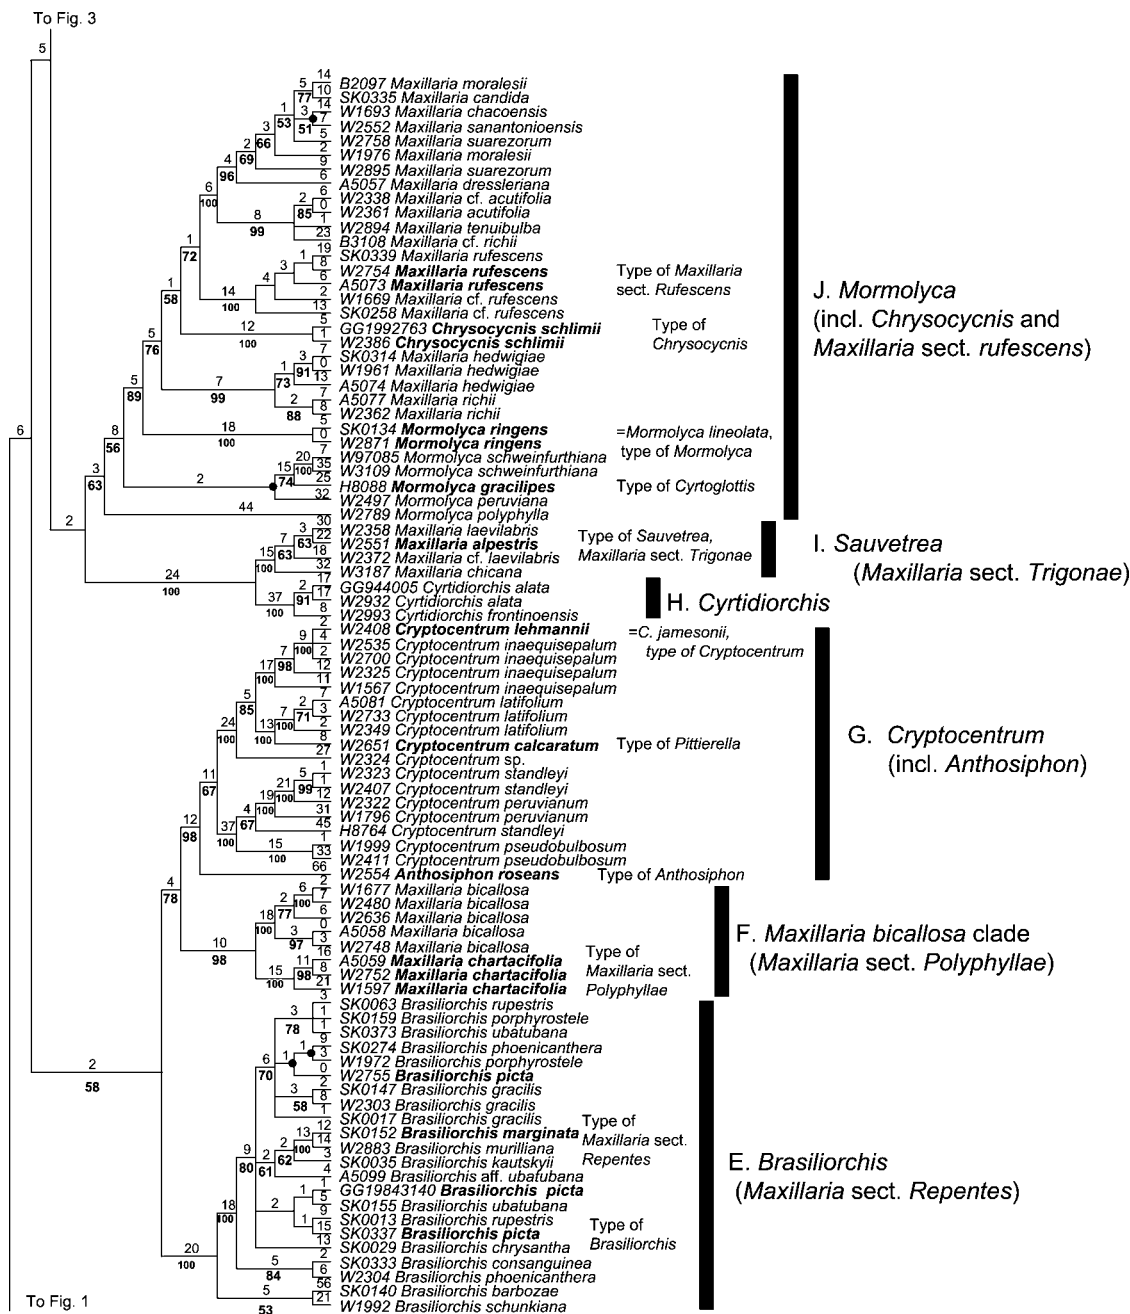 To Fig. 3
B2097 Maxillaria moralesii
SK0335 Maxillaria candida
W1693 Maxillaria chacoensis
W2552 Maxillaria sanantonioensis
W2758 Maxillaria suarezorum
W1976 Maxillaria moralesii
W2895 Maxillaria suarezorum
A5057 Maxillaria dressleriana
W2338 Maxillaria cf. acutifolia
W2361 Maxillaria acutifolia
W2894 Maxillaria tenuibulba
B3108 Maxillaria cf. richii
SK0339 Maxillaria rufescens
W2754 Maxillaria rufescens
A5073 Maxillaria rufescens
W1669 Maxillaria cf. rufescens
SK0258 Maxillaria cf. rufescens
GG1992763 Chrysocycnis schlimii
W2386 Chrysocycnis schlimii
SK0314 Maxillaria hedwigiae
W1961 Maxillaria hedwigiae
A5074 Maxillaria hedwigiae
A5077 Maxillaria richii
W2362 Maxillaria richii
SK0134 Mormolyca ringens
W2871 Mormolyca ringens
W97085 Mormolyca schweinfurthiana
W3109 Mormolyca schweinfurthiana
H8088 Mormolyca gracilipes
W2497 Mormolyca peruviana
W2789 Mormolyca polyphylla
W2358 Maxillaria laevilabris
W2551 Maxillaria alpestris
W2372 Maxillaria cf. laevilabris
W3187 Maxillaria chicana
GG944005 Cyrtidiorchis alata
W2932 Cyrtidiorchis alata
W2993 Cyrtidiorchis frontinoensis
W2408 Cryptocentrum lehmannii
W2535 Cryptocentrum inaequisepalum
W2700 Cryptocentrum inaequisepalum
W2325 Cryptocentrum inaequisepalum
W1567 Cryptocentrum inaequisepalum
A5081 Cryptocentrum latifolium
W2733 Cryptocentrum latifolium
W2349 Cryptocentrum latifolium
W2651 Cryptocentrum calcaratum
W2324 Cryptocentrum sp.
W2323 Cryptocentrum standleyi
W2407 Cryptocentrum standleyi
W2322 Cryptocentrum peruvianum
W1796 Cryptocentrum peruvianum
H8764 Cryptocentrum standleyi
W1999 Cryptocentrum pseudobulbosum
W2411 Cryptocentrum pseudobulbosum
W2554 Anthosiphon roseans
W1677 Maxillaria bicallosa
W2480 Maxillaria bicallosa
W2636 Maxillaria bicallosa
A5058 Maxillaria bicallosa
W2748 Maxillaria bicallosa
A5059 Maxillaria chartacifolia
W2752 Maxillaria chartacifolia
W1597 Maxillaria chartacifolia
SK0063 Brasiliorchis rupestris
SK0159 Brasiliorchis porphyrostele
SK0373 Brasiliorchis ubatubana
SK0274 Brasiliorchis phoenicanthera
W1972 Brasiliorchis porphyrostele
W2755 Brasiliorchis picta
SK0147 Brasiliorchis gracilis
W2303 Brasiliorchis gracilis
SK0017 Brasiliorchis gracilis
SK0152 Brasiliorchis marginata
W2883 Brasiliorchis murilliana
SK0035 Brasiliorchis kautskyii
A5099 Brasiliorchis aff. ubatubana
GG19843140 Brasiliorchis picta
SK0155 Brasiliorchis ubatubana
SK0013 Brasiliorchis rupestris
SK0337 Brasiliorchis picta
SK0029 Brasiliorchis chrysantha
SK0333 Brasiliorchis consanguinea
W2304 Brasiliorchis phoenicanthera
SK0140 Brasiliorchis barbozae
W1992 Brasiliorchis schunkiana
To Fig. 1
Type of Maxillaria
sect. Rufescens
Type of
Chrysocycnis
=Mormolyca lineolata,
type of Mormolyca
Type of Cyrtoglottis
Type of Sauvetrea,
Maxillaria sect. Trigonae
=C. jamesonii,
type of Cryptocentrum
Type of Pittierella
Type of Anthosiphon
Type of
Maxillaria sect.
Polyphyllae
Type of
Maxillaria sect.
Repentes
Type of
Brasiliorchis
J. Mormolyca
(incl. Chrysocycnis and
Maxillaria sect. rufescens)
I. Sauvetrea
(Maxillaria sect. Trigonae)
H. Cyrtidiorchis
G. Cryptocentrum
(incl. Anthosiphon)
F. Maxillaria bicallosa clade
(Maxillaria sect. Polyphyllae)
E. Brasiliorchis
(Maxillaria sect. Repentes)